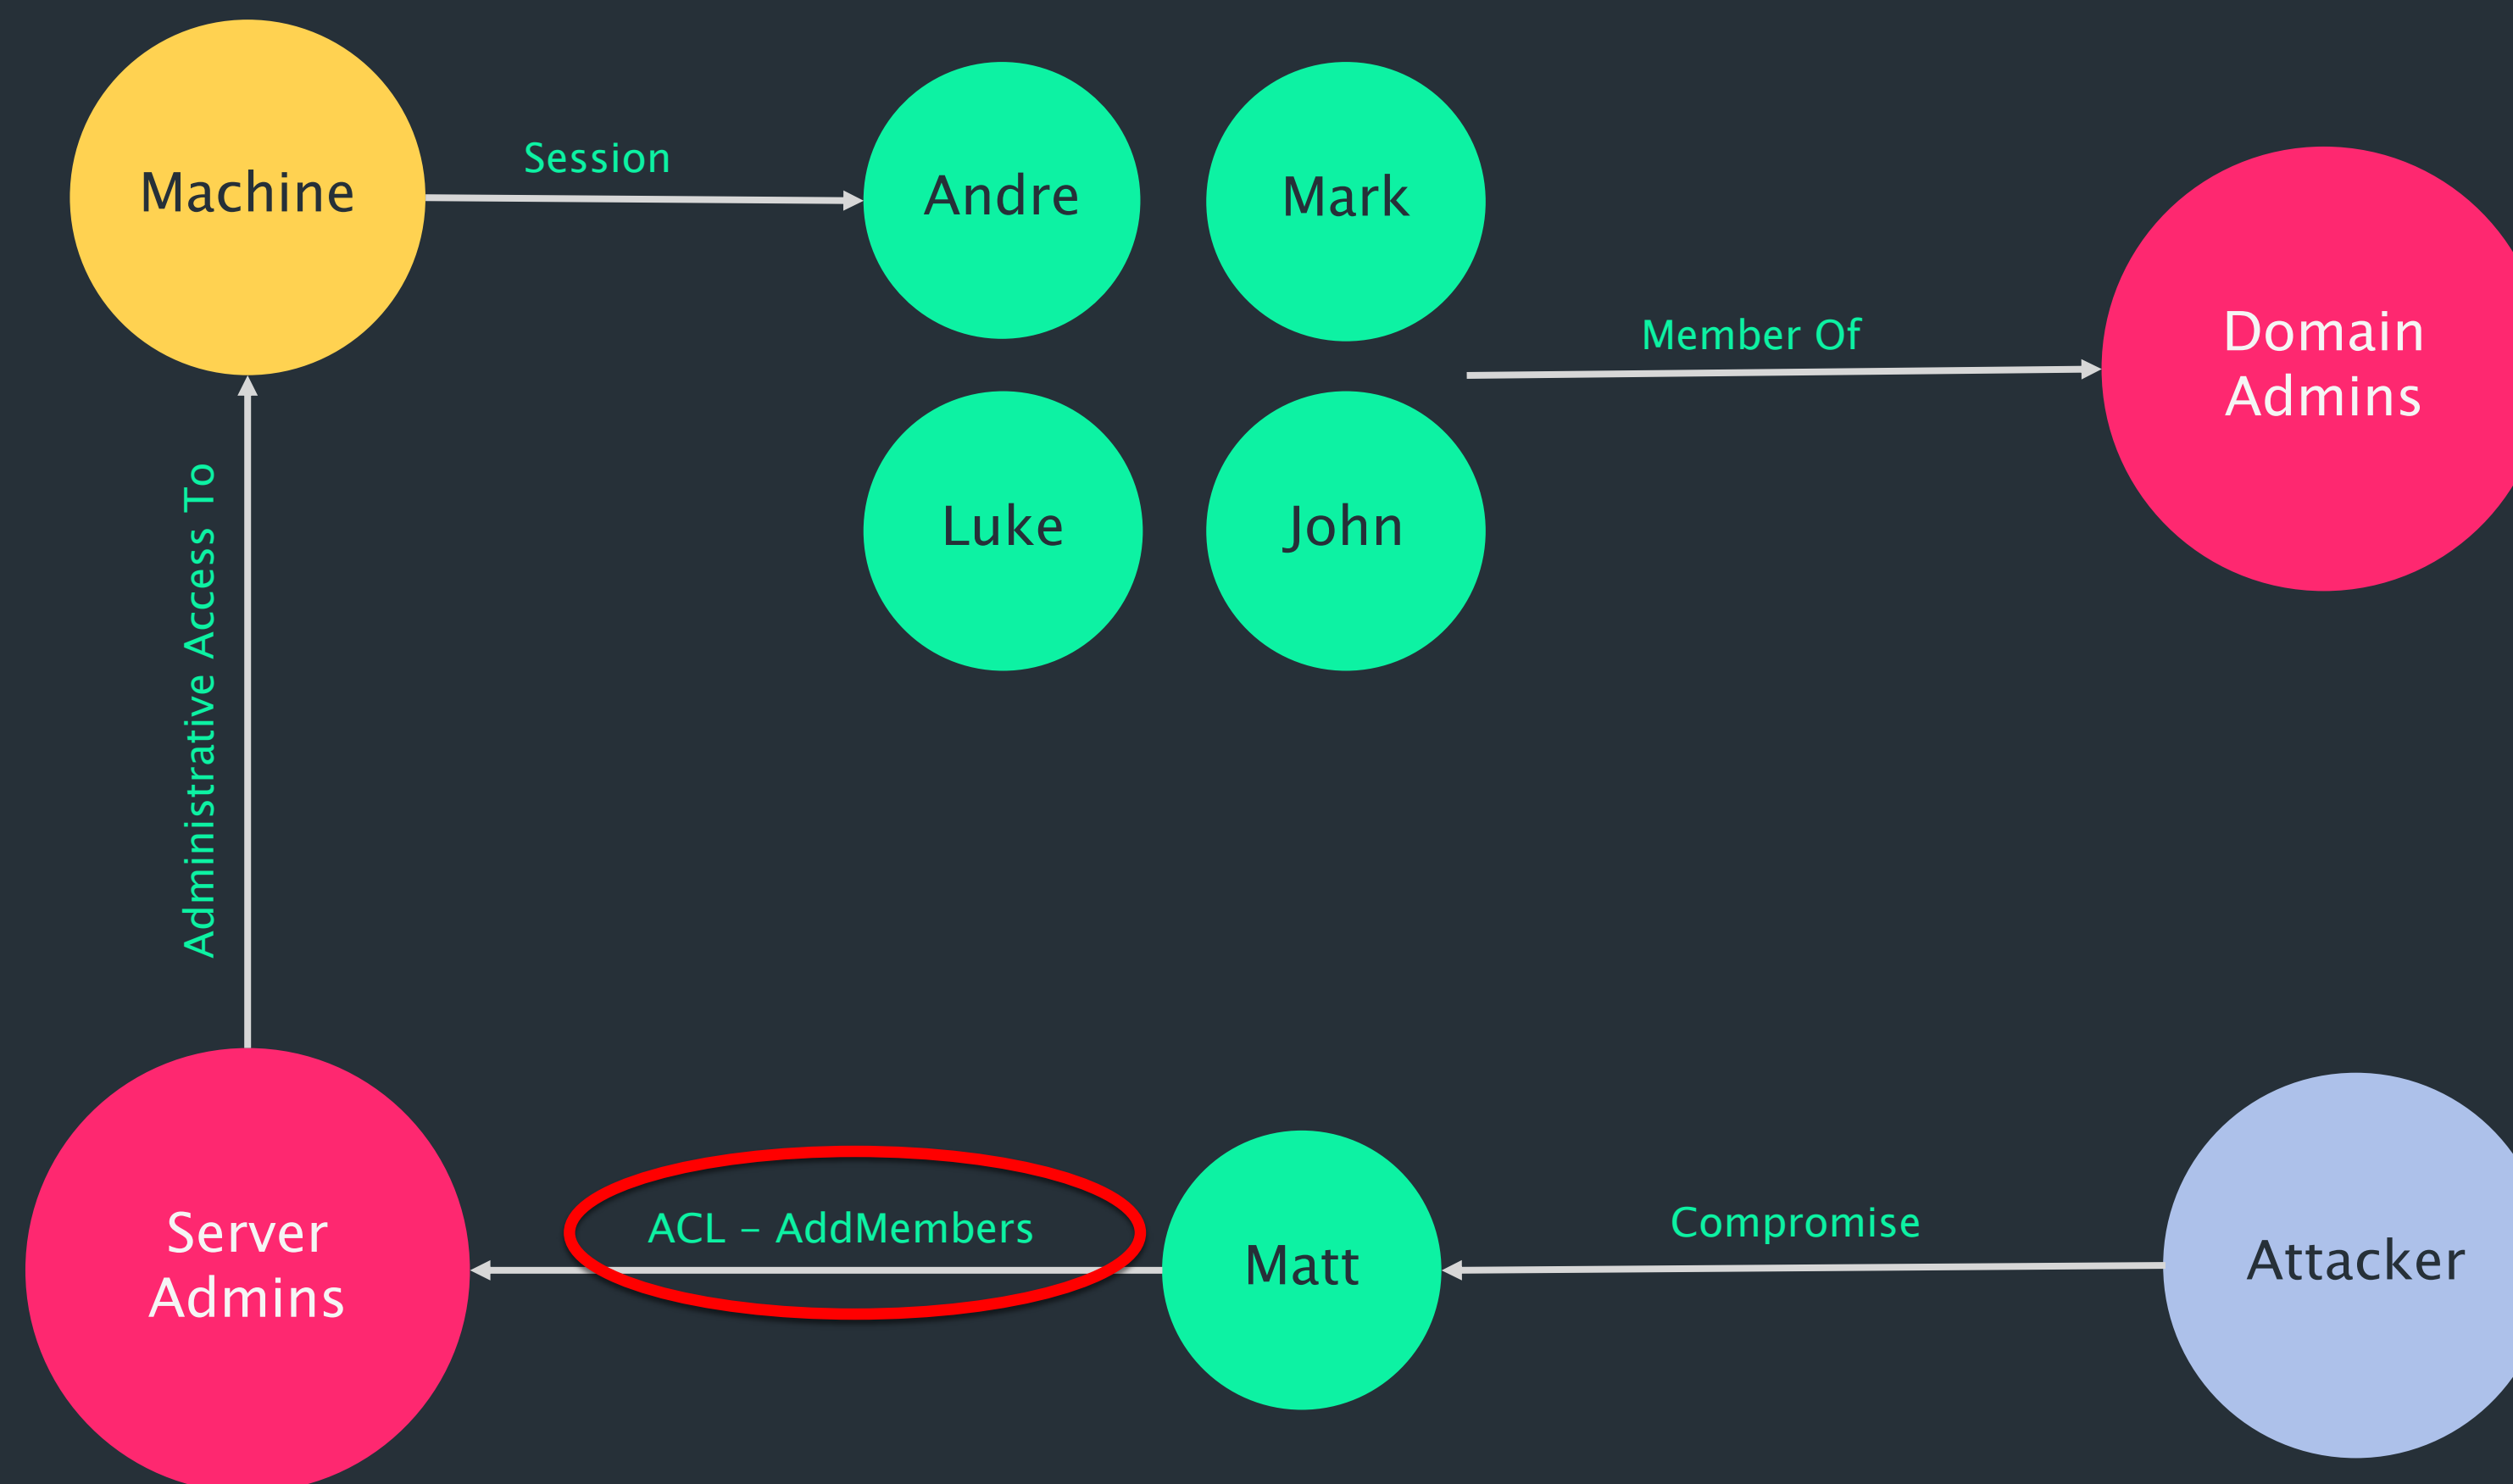 Machine
Session
Andre
Mark
Member Of
Domain
Admins
Luke
John
Administrative Access To
Server
Admins
ACL – AddMembers
Matt
Compromise
Attacker